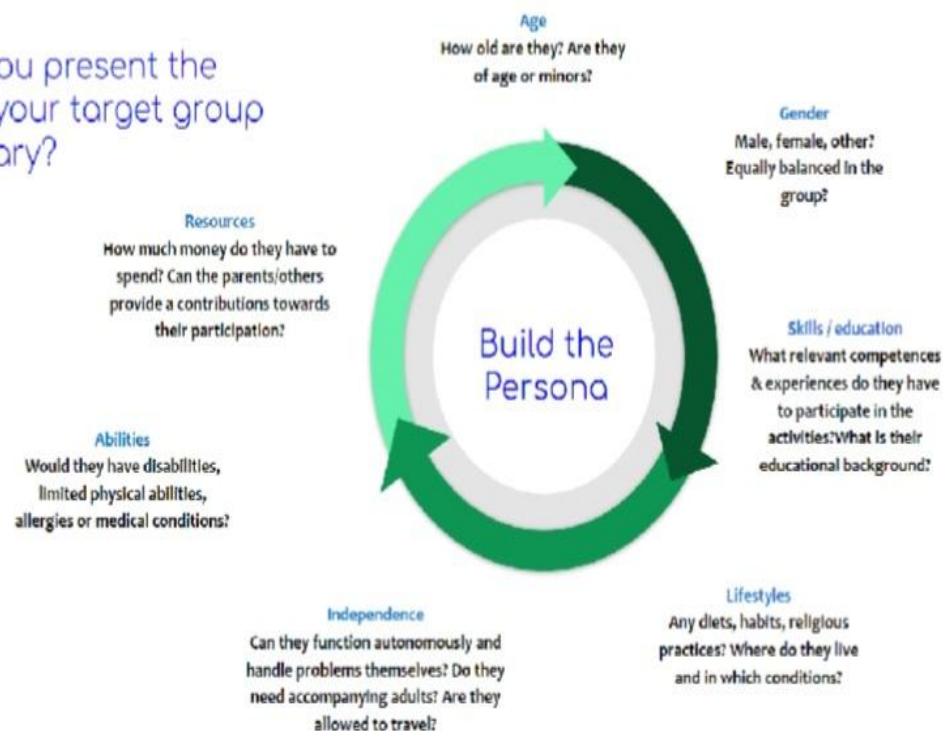 ou present the
your target group
ary?
Age
How old are they? Are they
of age or minors?
Gender
Male, female, other?
Equally balanced in the
group?
Skills / education
What relevant competences
& experiences do they have
to participate in the
activities?What is their
educational background?
Lifestyles
Any diets, habits, religious
practices? Where do they live
and in which conditions?
Independence
Can they function autonomously and
handle problems themselves? Do they
need accompanying adults? Are they
allowed to travel?
Abilities
Would they have disabilities,
limited physical abilities,
allergies or medical conditions?
Resources
How much money do they have to
spend? Can the parents/others
provide a contributions towards
their participation?
Build the
Persona